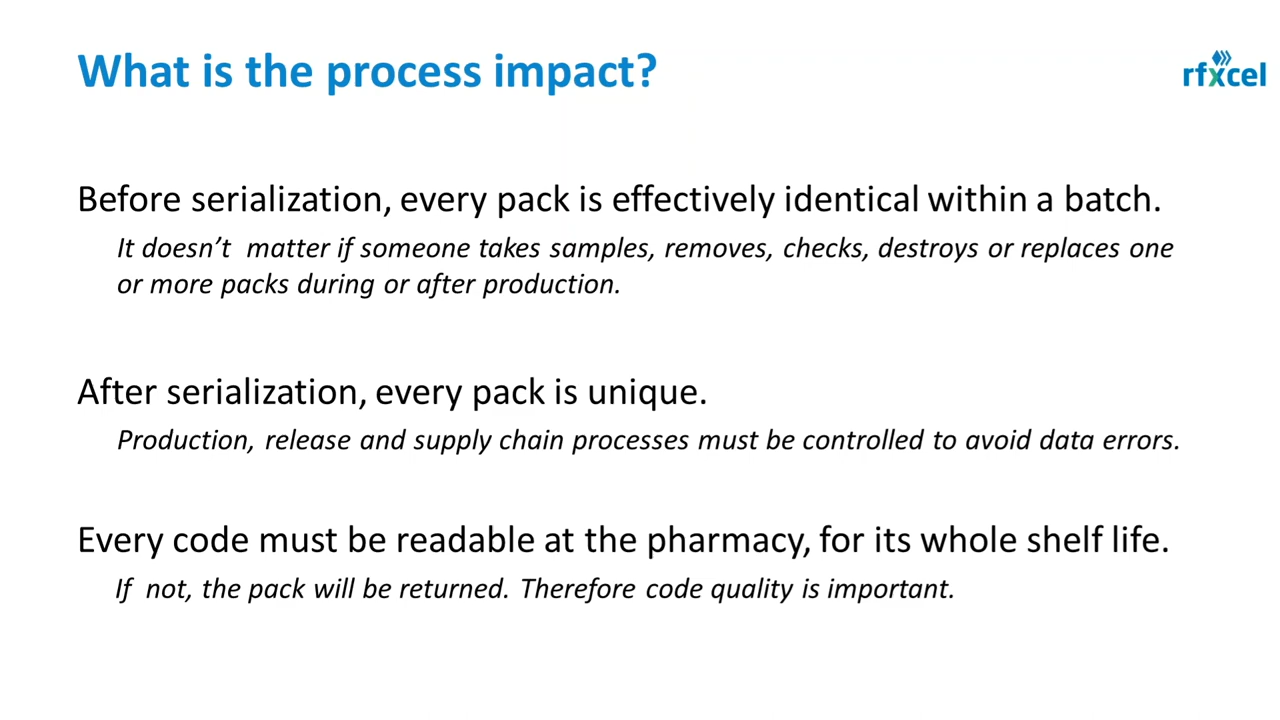 What is the process impact?
rfxcel
Before serialization, every pack is effectively identical within a batch.
It doesn't matter if someone takes samples, removes, checks, destroys or replaces one
or more packs during or after production.
After serialization, every pack is unique.
Production, release and supply chain processes must be controlled to avoid data errors.
Every code must be readable at the pharmacy, for its whole shelf life.
If not, the pack will be returned. Therefore code quality is important.